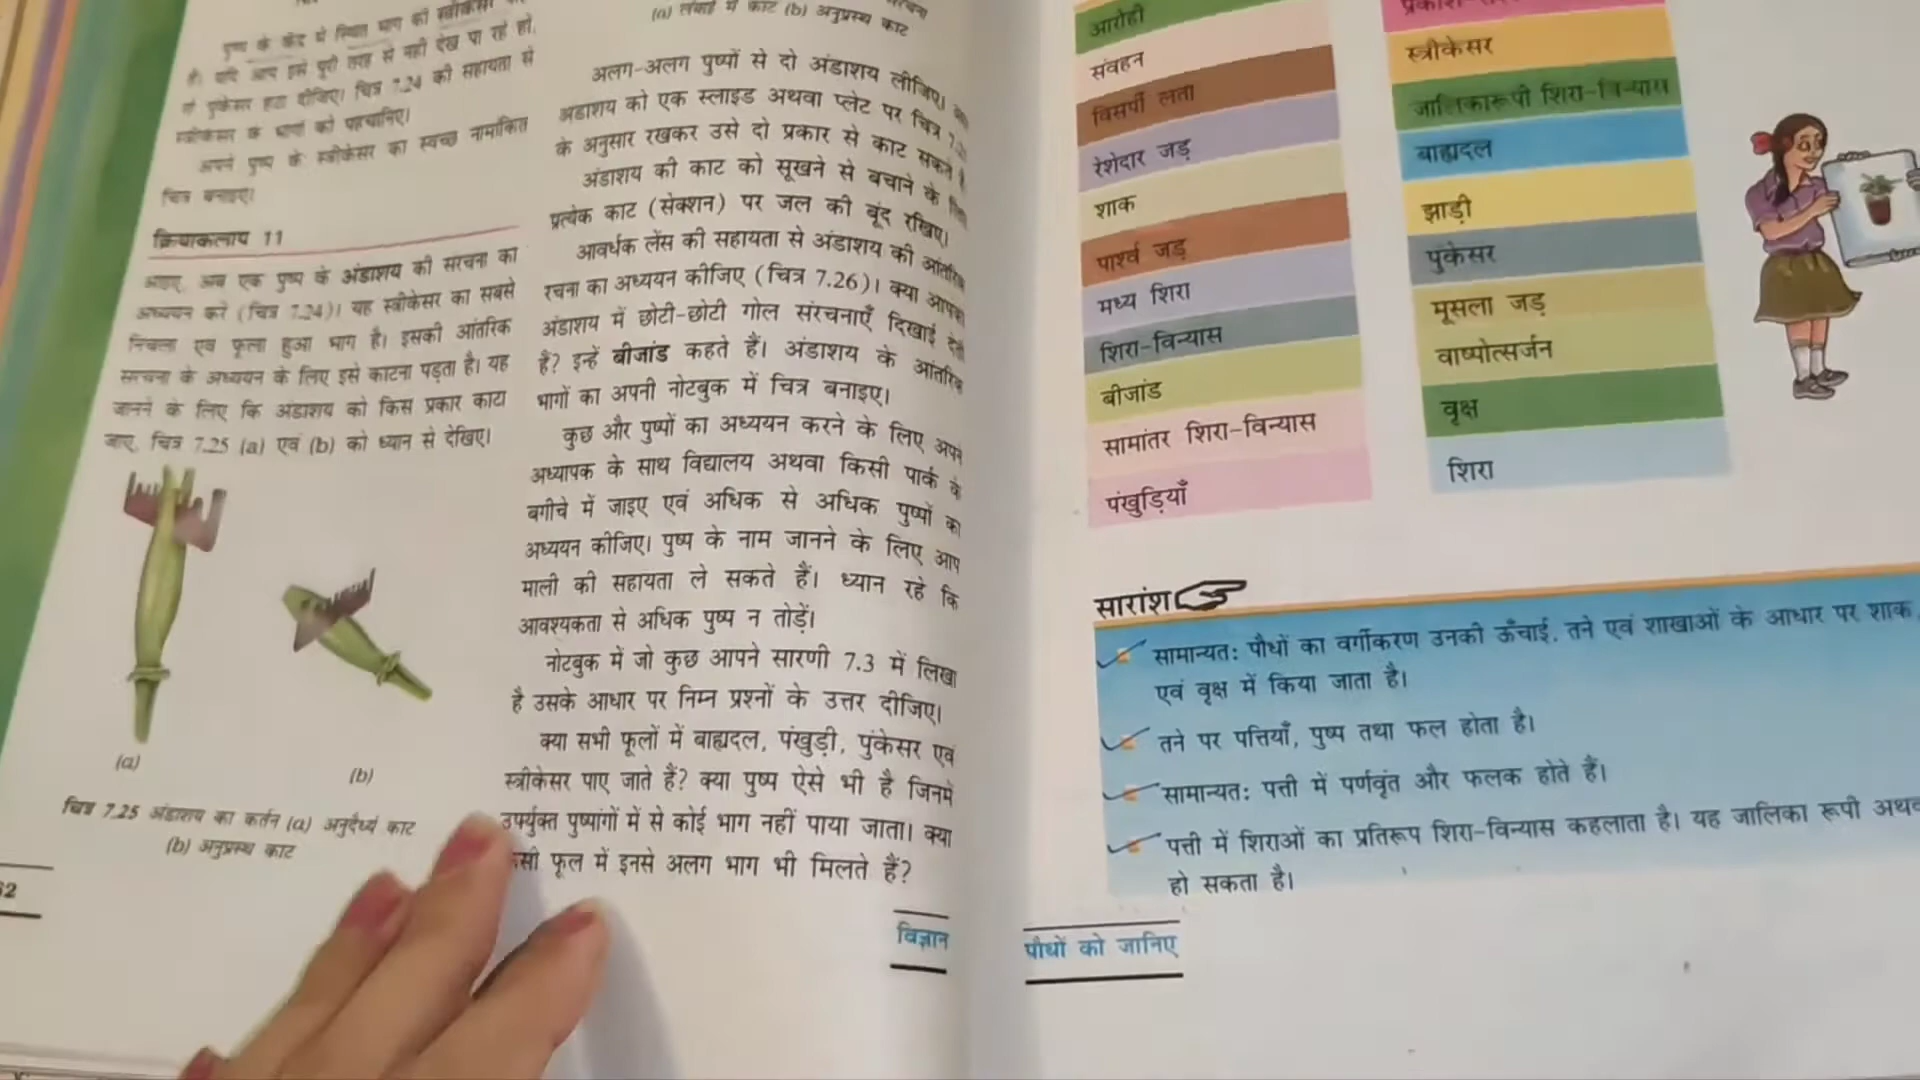 पुष्प के केंद्र में स्थित भाग को स्त्रीकेसर
हैं। यदि आप इसे पूरी तरह से नहीं देख पा रहे हों,
तो पुंकेसर हटा दीजिए। चित्र 7.24 की सहायता से
स्त्रीकेसर के भागों को पहचानिए।
अपने पुष्प के स्त्रीकेसर का स्वच्छ नामांकित
चित्र बनाइए।
क्रियाकलाप 11
आइए, अब एक पुष्प के अंडाशय की संरचना का
अध्ययन करें (चित्र 7.24)। यह स्त्रीकेसर का सबसे
निचला एवं फूला हुआ भाग है। इसकी आंतरिक
संरचना के अध्ययन के लिए इसे काटना पड़ता है। यह
जानने के लिए कि अंडाशय को किस प्रकार काटा
जाए, चित्र 7.25 (a) एवं (b) को ध्यान से देखिए।
(a)
(b)
चित्र 7.25 अंडाशय का कर्तन (a) अनुदैर्ध्य काट
(b) अनुप्रस्थ काट
62
(a) लंबाई में काट (b) अनुप्रस्थ काट
अलग-अलग पुष्पों से दो अंडाशय लीजिए।
अंडाशय को एक स्लाइड अथवा प्लेट पर चित्र
के अनुसार रखकर उसे दो प्रकार से काट सकते
अंडाशय की काट को सूखने से बचाने के
प्रत्येक काट (सेक्शन) पर जल की बूंद रखिए।
आवर्धक लेंस की सहायता से अंडाशय की आंतरिक
रचना का अध्ययन कीजिए (चित्र 7.26)। क्या आपको
अंडाशय में छोटी-छोटी गोल संरचनाएँ दिखाई देती
हैं? इन्हें बीजांड कहते हैं। अंडाशय के आंतरिक
भागों का अपनी नोटबुक में चित्र बनाइए।
कुछ और पुष्पों का अध्ययन करने के लिए अपने
अध्यापक के साथ विद्यालय अथवा किसी पार्क के
बगीचे में जाइए एवं अधिक से अधिक पुष्पों का
अध्ययन कीजिए। पुष्प के नाम जानने के लिए आप
माली की सहायता ले सकते हैं। ध्यान रहे कि
आवश्यकता से अधिक पुष्प न तोड़ें।
नोटबुक में जो कुछ आपने सारणी 7.3 में लिखा
है उसके आधार पर निम्न प्रश्नों के उत्तर दीजिए।
क्या सभी फूलों में बाह्यदल, पंखुड़ी, पुंकेसर एवं
स्त्रीकेसर पाए जाते हैं? क्या पुष्प ऐसे भी है जिनमें
उपर्युक्त पुष्पांगों में से कोई भाग नहीं पाया जाता। क्या
फूल में इनसे अलग भाग भी मिलते हैं?
विज्ञान
आरोही
संवहन
विसर्पी लता
रेशेदार जड़
शाक
पार्श्व जड़
मध्य शिरा
शिरा-विन्यास
बीजांड
सामांतर शिरा-विन्यास
पंखुड़ियाँ
स्त्रीकेसर
जालिकारूपी शिरा-विन्यास
बाह्यदल
झाड़ी
पुंकेसर
मूसला जड़
वाष्पोत्सर्जन
वृक्ष
शिरा
सारांश
सामान्यत: पौधों का वर्गीकरण उनकी ऊँचाई, तने एवं शाखाओं के आधार पर शाक,
एवं वृक्ष में किया जाता है।
तने पर पत्तियाँ, पुष्प तथा फल होता है।
सामान्यत: पत्ती में पर्णवृंत और फलक होते हैं।
पत्ती में शिराओं का प्रतिरूप शिरा-विन्यास कहलाता है। यह जालिका रूपी अथवा
हो सकता है।
पौधों को जानिए